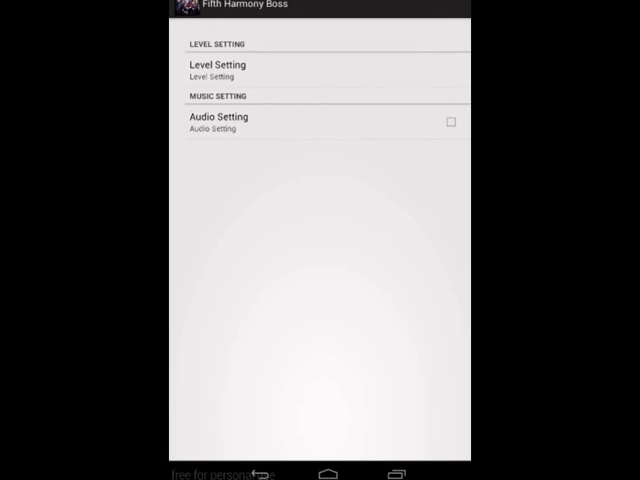 Fifth Harmony Boss
LEVEL SETTING
Level Setting
Level Setting
MUSIC SETTING
Audio Setting
Audio Setting
free for personal use